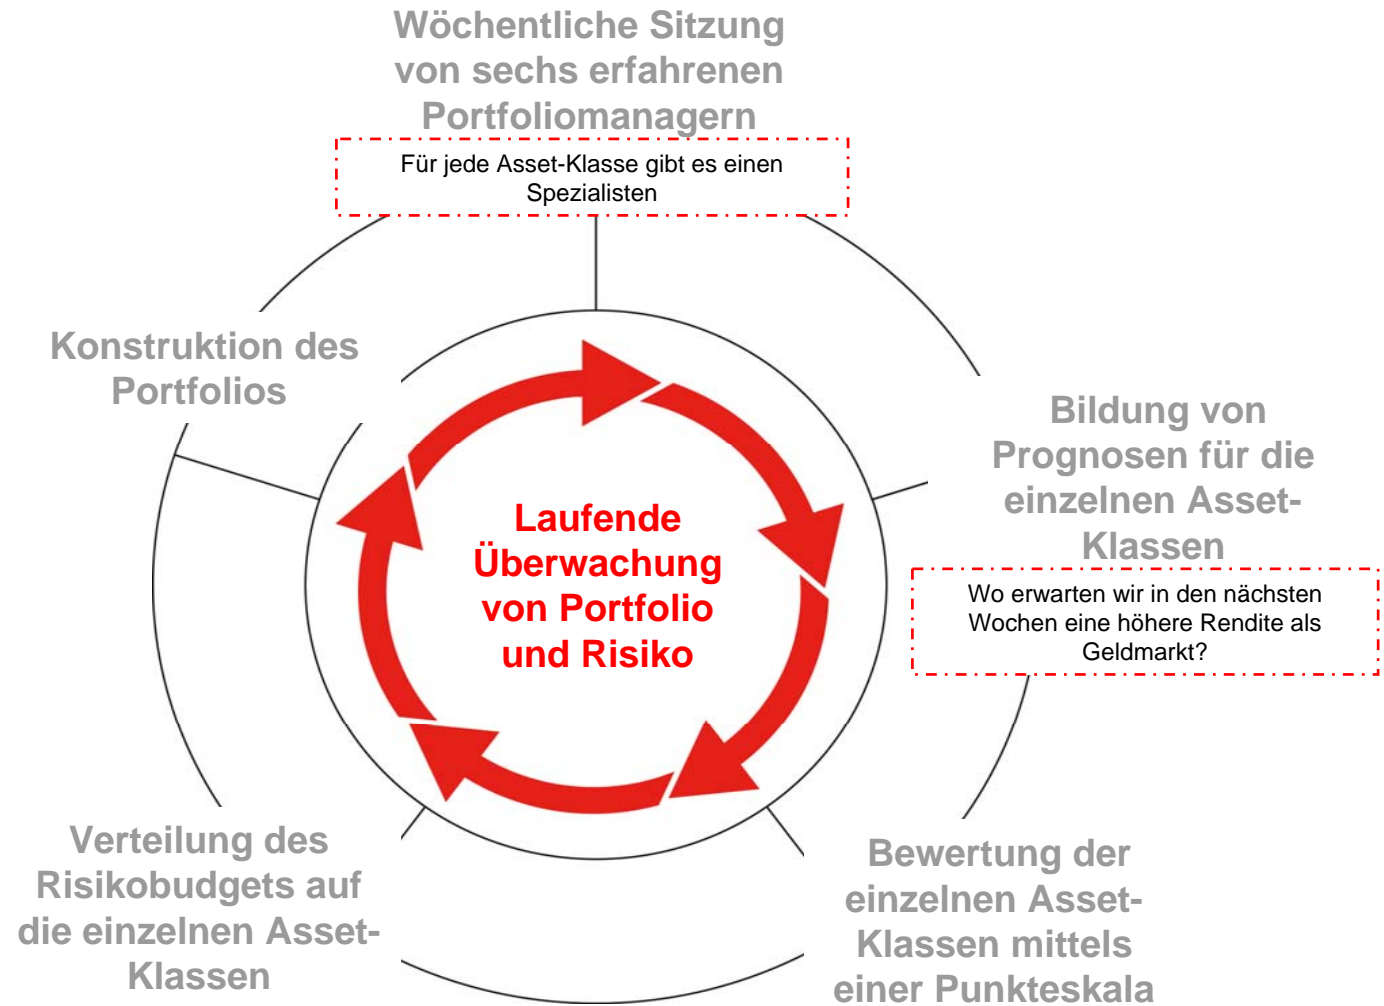 Wöchentliche Sitzung
von sechs erfahrenen
Portfoliomanagern
Für jede Asset-Klasse gibt es einen
Spezialisten
Konstruktion des
Portfolios
Bildung von
Prognosen für die
einzelnen Asset-
Klassen
Wo erwarten wir in den nächsten
Wochen eine höhere Rendite als
Geldmarkt?
Laufende
Überwachung
von Portfolio
und Risiko
Verteilung des
Risikobudgets auf
die einzelnen Asset-
Klassen
Bewertung der
einzelnen Asset-
Klassen mittels
einer Punkteskala